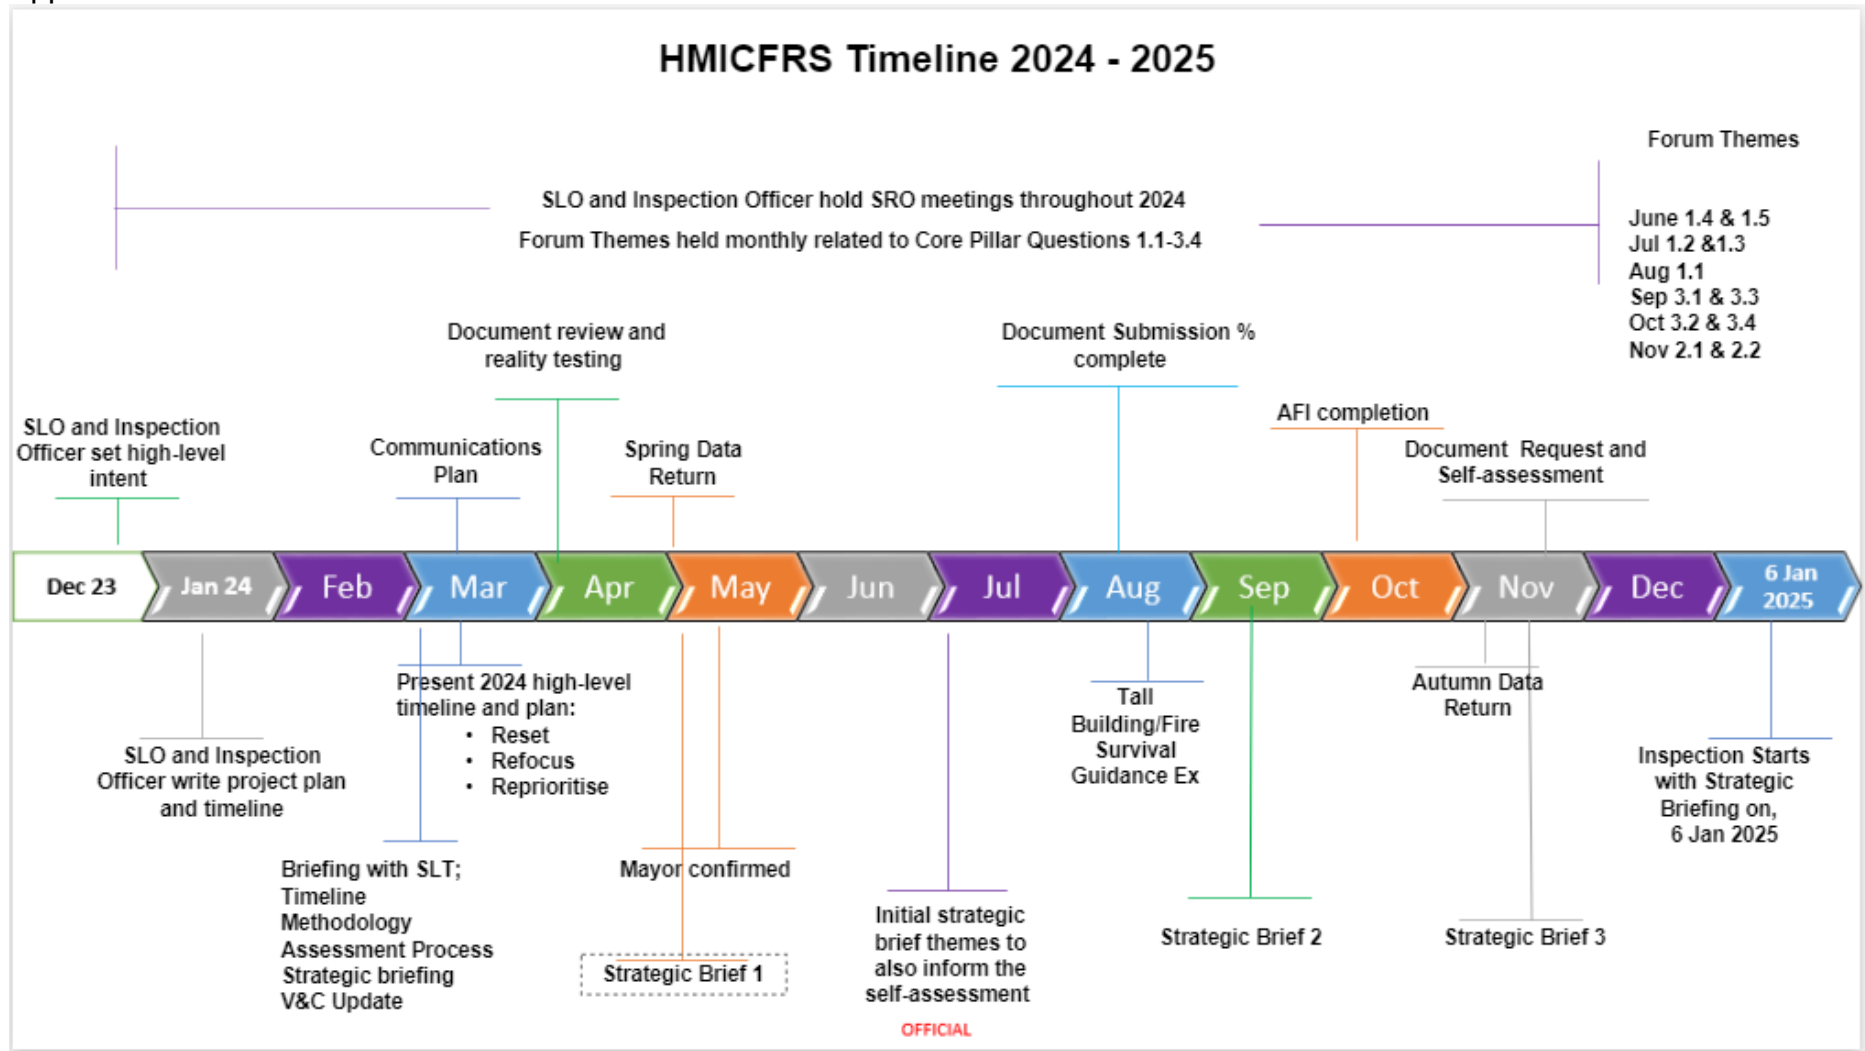 HMICFRS Timeline 2024 - 2025
Forum Themes
SLO and Inspection Officer hold SRO meetings throughout 2024
Forum Themes held monthly related to Core Pillar Questions 1.1-3.4
June 1.4 & 1.5
Jul 1.2 &1.3
Aug 1.1
Sep 3.1 & 3.3
Oct 3.2 & 3.4
Nov 2.1 & 2.2
SLO and Inspection
Officer set high-level
intent
Communications
Plan
Document review and
reality testing
Spring Data
Return
Document Submission %
complete
AFI completion
Document Request and
Self-assessment
Dec 23
Jan 24
Feb
Mar
Apr
May
Jun
Jul
Aug
Sep
Oct
Nov
Dec
6 Jan
2025
SLO and Inspection
Officer write project plan
and timeline
Present 2024 high-level
timeline and plan:
• Reset
• Refocus
• Reprioritise
Briefing with SLT;
Timeline
Methodology
Assessment Process
Strategic briefing
V&C Update
Mayor confirmed
Strategic Brief 1
Initial strategic
brief themes to
also inform the
self-assessment
Tall
Building/Fire
Survival
Guidance Ex
Strategic Brief 2
Autumn Data
Return
Strategic Brief 3
Inspection Starts
with Strategic
Briefing on,
6 Jan 2025
OFFICIAL